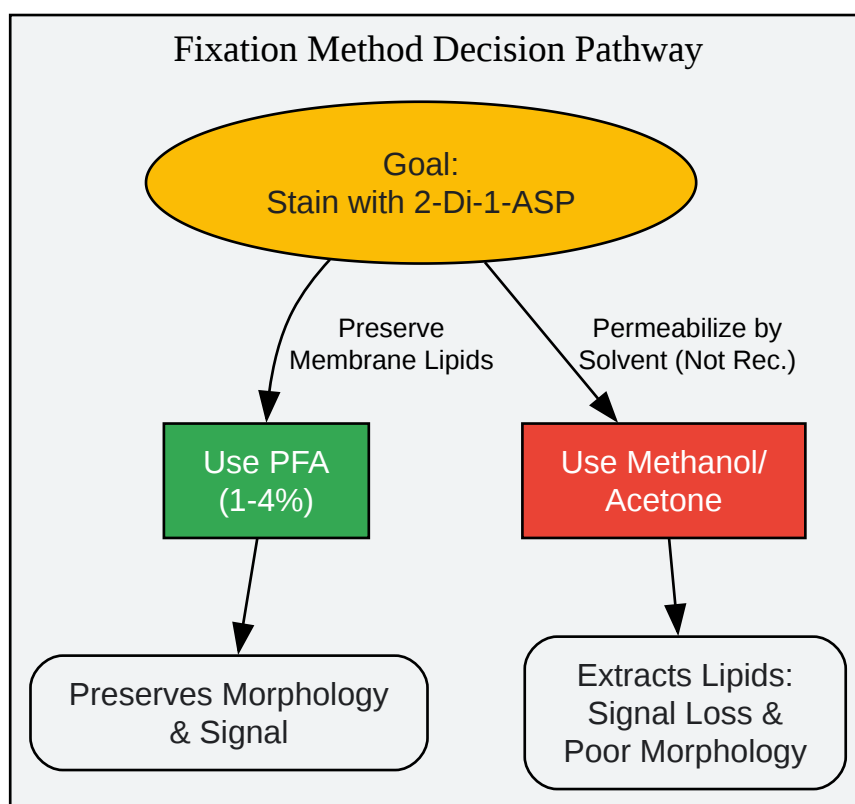 Fixation Method Decision Pathway
Goal:
Stain with 2-Di-1-ASP
Preserve
Membrane Lipids
Permeabilize by
Solvent (Not Rec.)
Use PFA
(1-4%)
Use Methanol/
Acetone
Preserves Morphology
& Signal
Extracts Lipids:
Signal Loss &
Poor Morphology